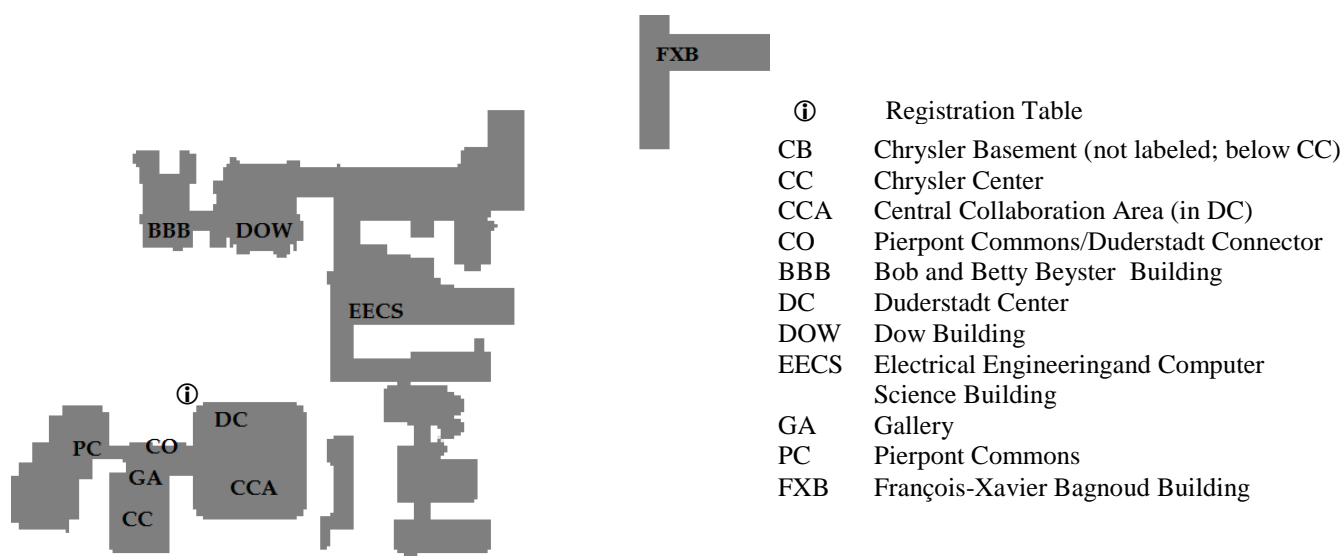 FXB
BBB
DOW
EECS
🛈
DC
PC
CO
GA
CCA
CC
🛈 Registration Table
CB Chrysler Basement (not labeled; below CC)
CC Chrysler Center
CCA Central Collaboration Area (in DC)
CO Pierpont Commons/Duderstadt Connector
BBB Bob and Betty Beyster Building
DC Duderstadt Center
DOW Dow Building
EECS Electrical Engineeringand Computer
Science Building
GA Gallery
PC Pierpont Commons
FXB François-Xavier Bagnoud Building